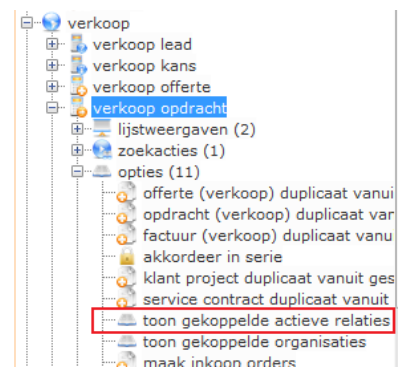 verkoop
verkoop lead
verkoop kans
verkoop offerte
verkoop opdracht
lijstweergaven (2)
zoekacties (1)
opties (11)
offerte (verkoop) duplicaat vanui
opdracht (verkoop) duplicaat var
factuur (verkoop) duplicaat vanu
akkordeer in serie
klant project duplicaat vanuit ges
service contract duplicaat vanuit
toon gekoppelde actieve relaties
toon gekoppelde organisaties
maak inkoop orders